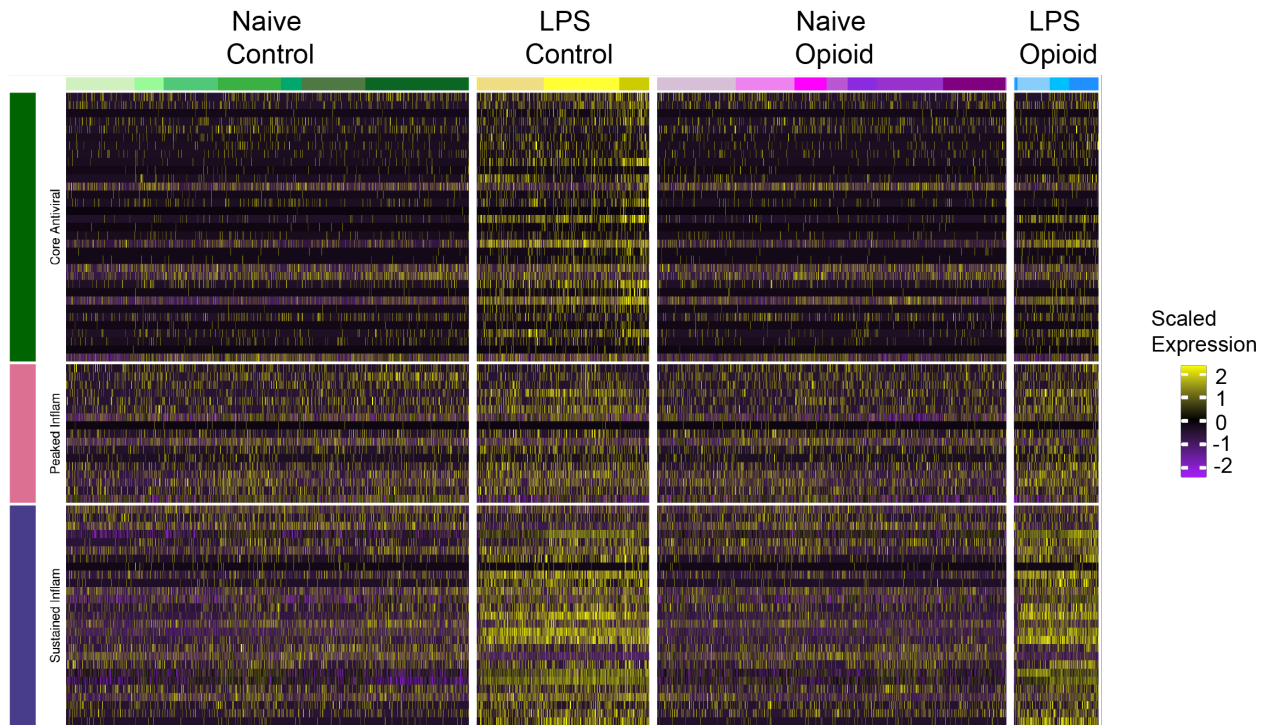 Naive
Control
LPS
Control
Naive
Opioid
LPS
Opioid
Core Antiviral
Peaked Inflam
Sustained Inflam
Scaled
Expression
2
1
0
-1
-2